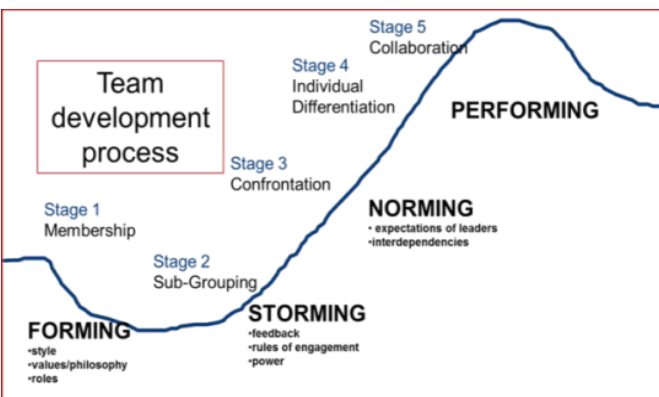 Team
development
process
Stage 1
Membership
Stage 2
Sub-Grouping
Stage 3
Confrontation
Stage 4
Individual
Differentiation
Stage 5
Collaboration
FORMING
•style
•values/philosophy
•roles
STORMING
•feedback
•rules of engagement
•power
NORMING
• expectations of leaders
•interdependencies
PERFORMING